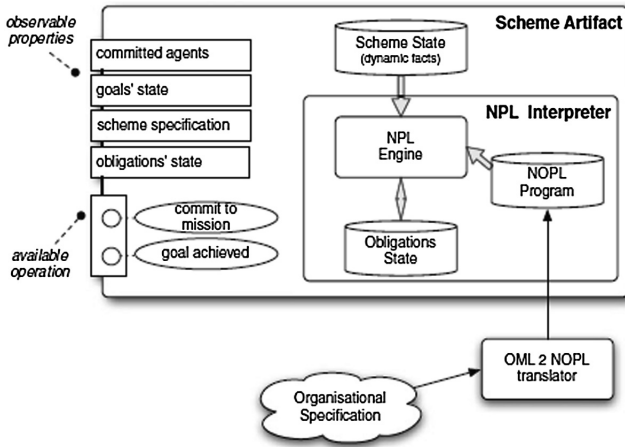 observable
properties
Scheme Artifact
committed agents
goals' state
scheme specification
obligations' state
Scheme State
(dynamic facts)
NPL Interpreter
NPL
Engine
NOPL
Program
Obligations
State
commit to
mission
goal achieved
available
operation
OML 2 NOPL
translator
Organisational
Specification